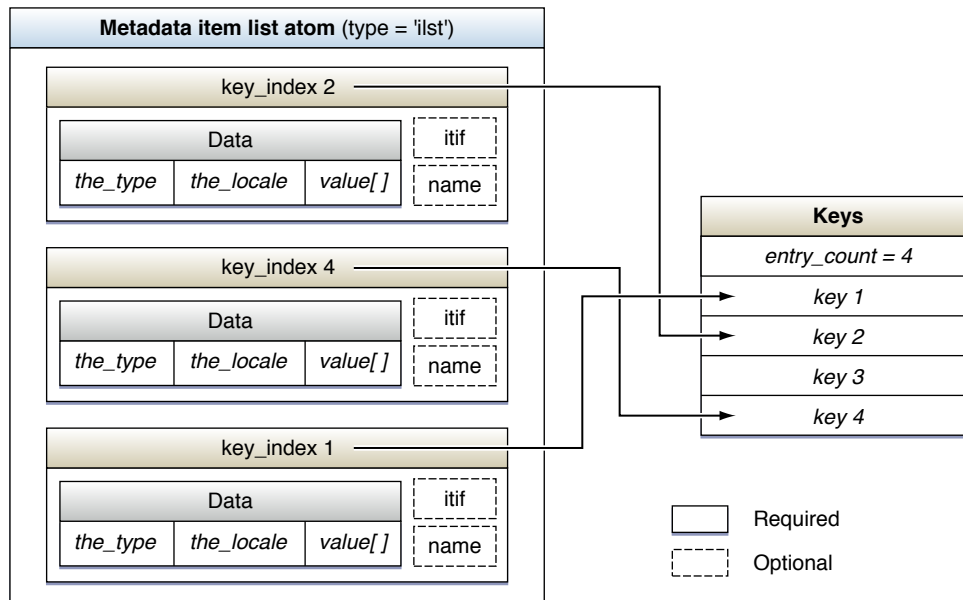 Metadata item list atom (type = 'ilst')
key_index 2
Data
itif
the_type the_locale value[ ]
name
key_index 4
Data
itif
the_type the_locale value[ ]
name
key_index 1
Data
itif
the_type the_locale value[ ]
name
Keys
entry_count = 4
key 1
key 2
key 3
key 4
Required
Optional